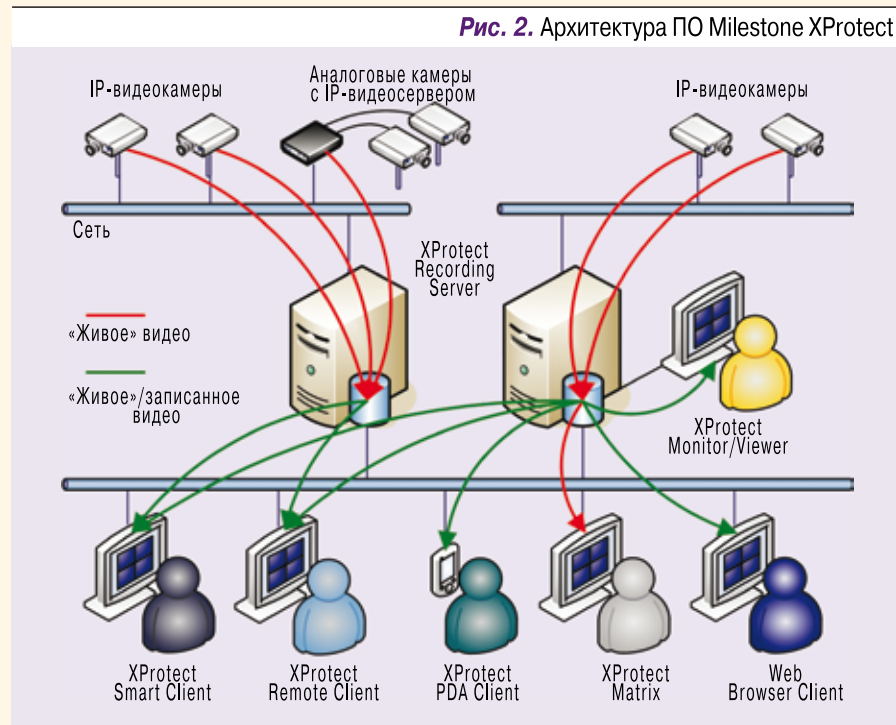 Рис. 2. Архитектура ПО Milestone XProtect
IP-видеокамеры
Аналоговые камеры
с IP-видеосервером
IP-видеокамеры
Сеть
XProtect
Recording
Server
«Живое» видео
«Живое»/записанное
видео
XProtect
Monitor/Viewer
XProtect
Smart Client
XProtect
Remote Client
XProtect
PDA Client
XProtect
Matrix
Web
Browser Client